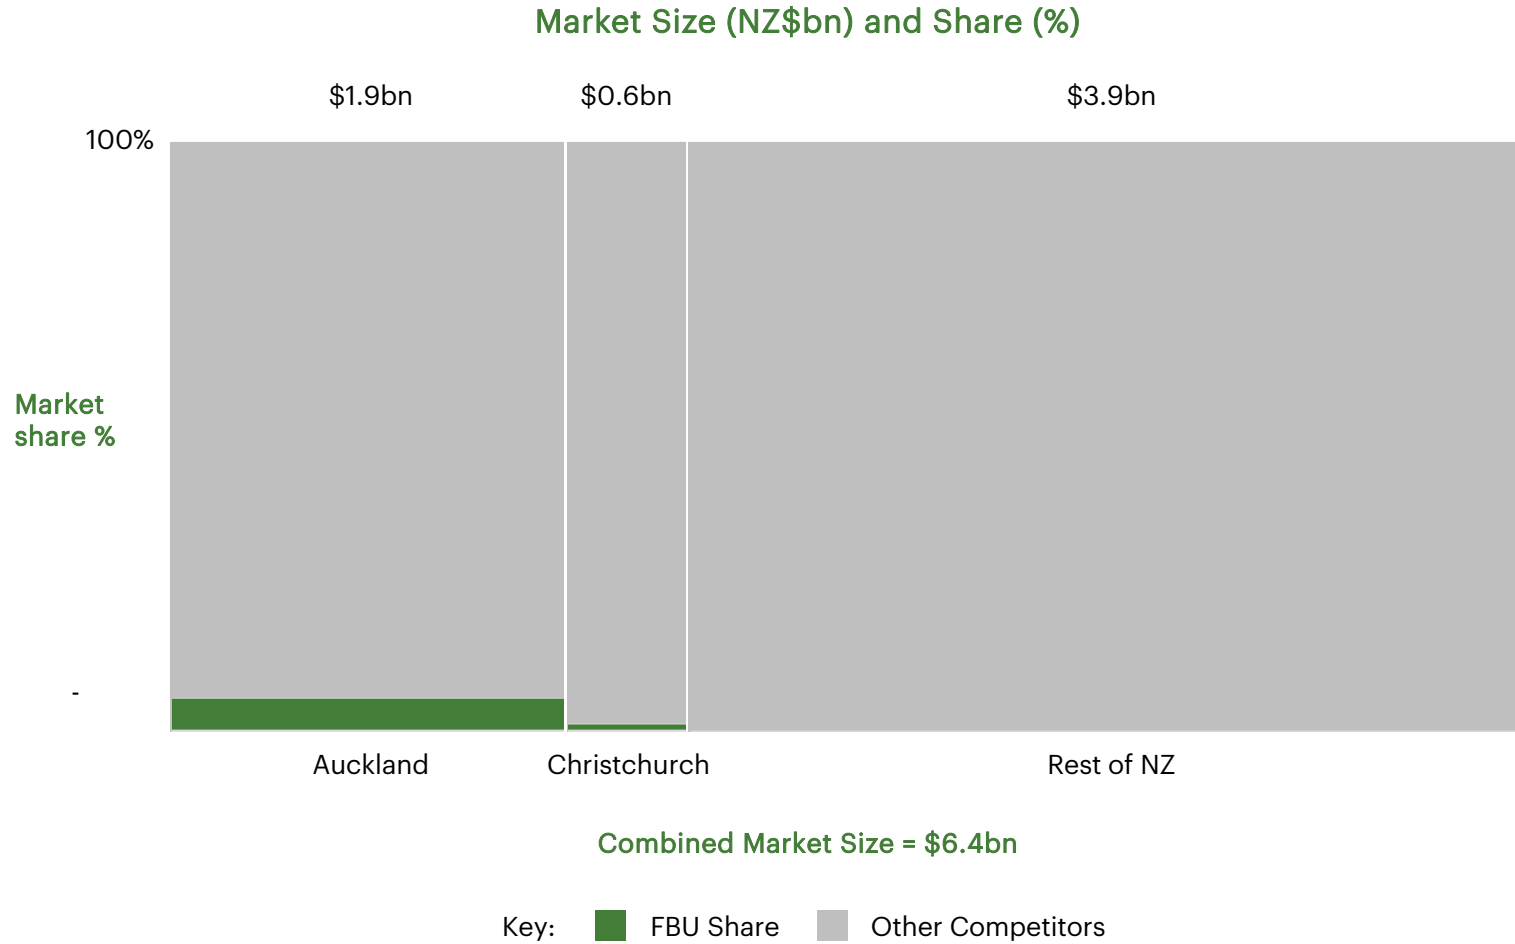 Market Size (NZ$bn) and Share (%)
$1.9bn
$0.6bn
$3.9bn
100%
Market
share %
-
Auckland
Christchurch
Rest of NZ
Combined Market Size = $6.4bn
Key:
FBU Share
Other Competitors